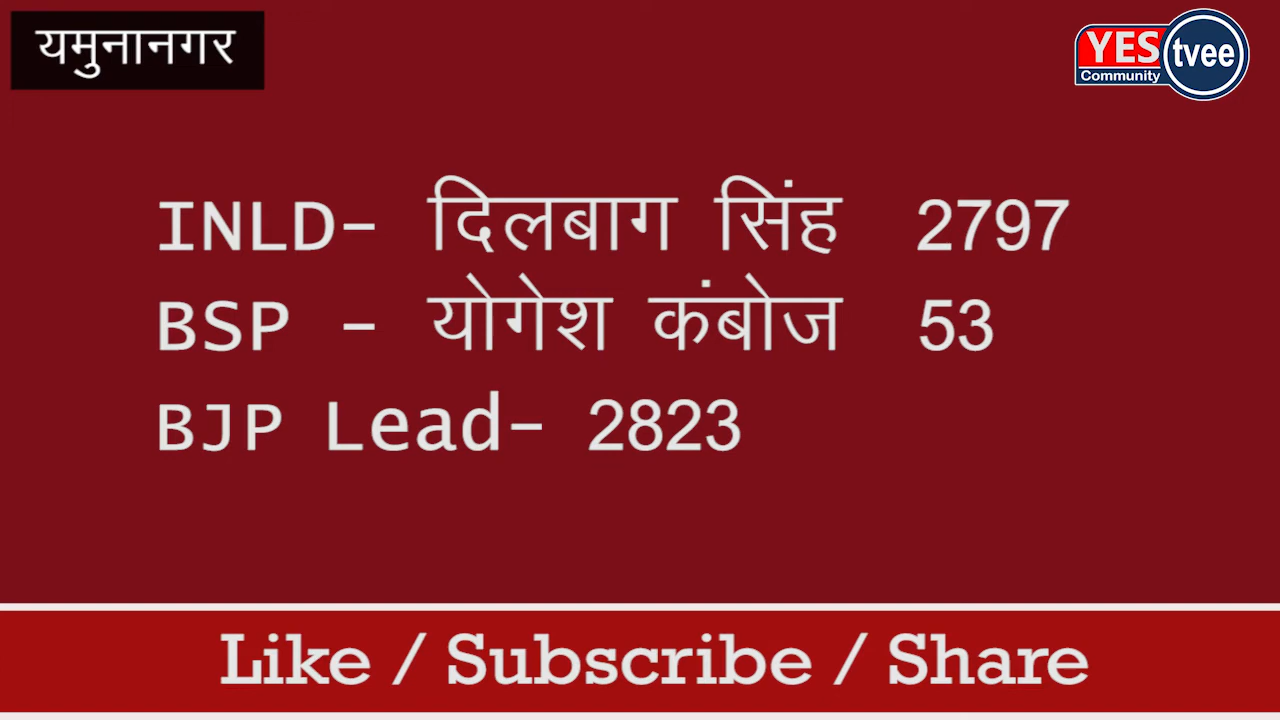 यमुनानगर
YES tvee
Community
INLD- दिलबाग सिंह 2797
BSP - योगेश कंबोज 53
BJP Lead- 2823
Like / Subscribe / Share